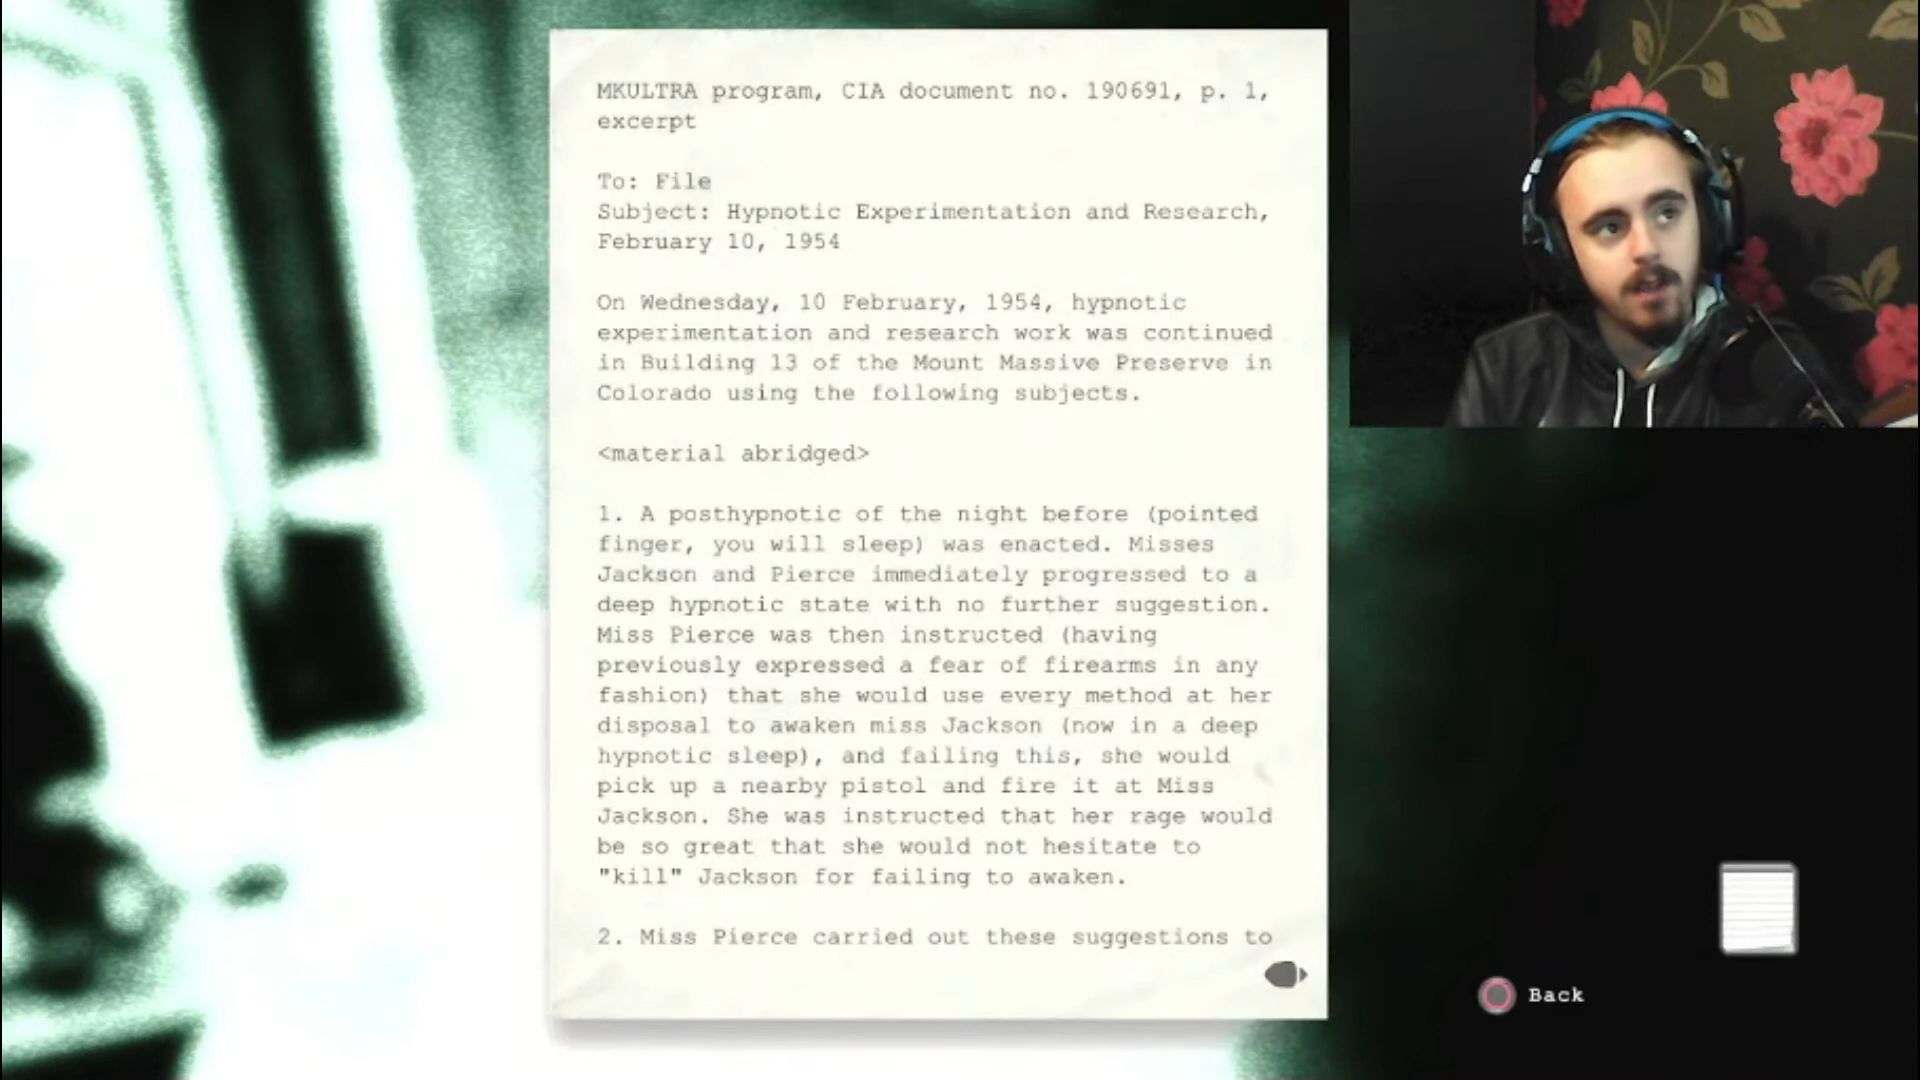 MKULTRA program, CIA document no. 190691, p. 1,
excerpt
To: File
Subject: Hypnotic Experimentation and Research,
February 10, 1954
On Wednesday, 10 February, 1954, hypnotic
experimentation and research work was continued
in Building 13 of the Mount Massive Preserve in
Colorado using the following subjects.
<material abridged>
1. A posthypnotic of the night before (pointed
finger, you will sleep) was enacted. Misses
Jackson and Pierce immediately progressed to a
deep hypnotic state with no further suggestion.
Miss Pierce was then instructed (having
previously expressed a fear of firearms in any
fashion) that she would use every method at her
disposal to awaken miss Jackson (now in a deep
hypnotic sleep), and failing this, she would
pick up a nearby pistol and fire it at Miss
Jackson. She was instructed that her rage would
be so great that she would not hesitate to
"kill" Jackson for failing to awaken.
2. Miss Pierce carried out these suggestions to
Back